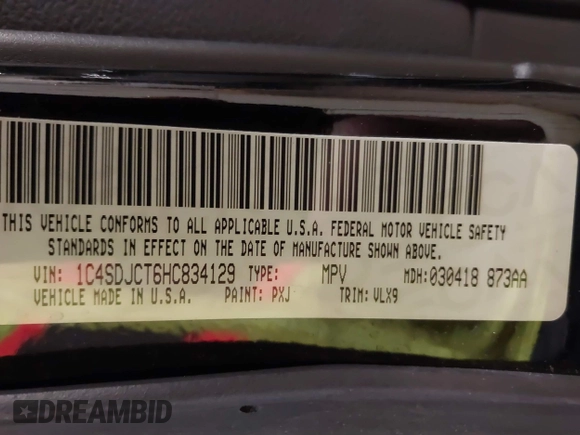 THIS VEHICLE CONFORMS TO ALL APPLICABLE U.S.A. FEDERAL MOTOR VEHICLE SAFETY
STANDARDS IN EFFECT ON THE DATE OF MANUFACTURE SHOWN ABOVE.
VIN: 1C4SDJCT6HC834129 TYPE: MPV MDH:030418 873AA
VEHICLE MADE IN U.S.A. PAINT: PXJ TRIM:VLX9
DREAMBID